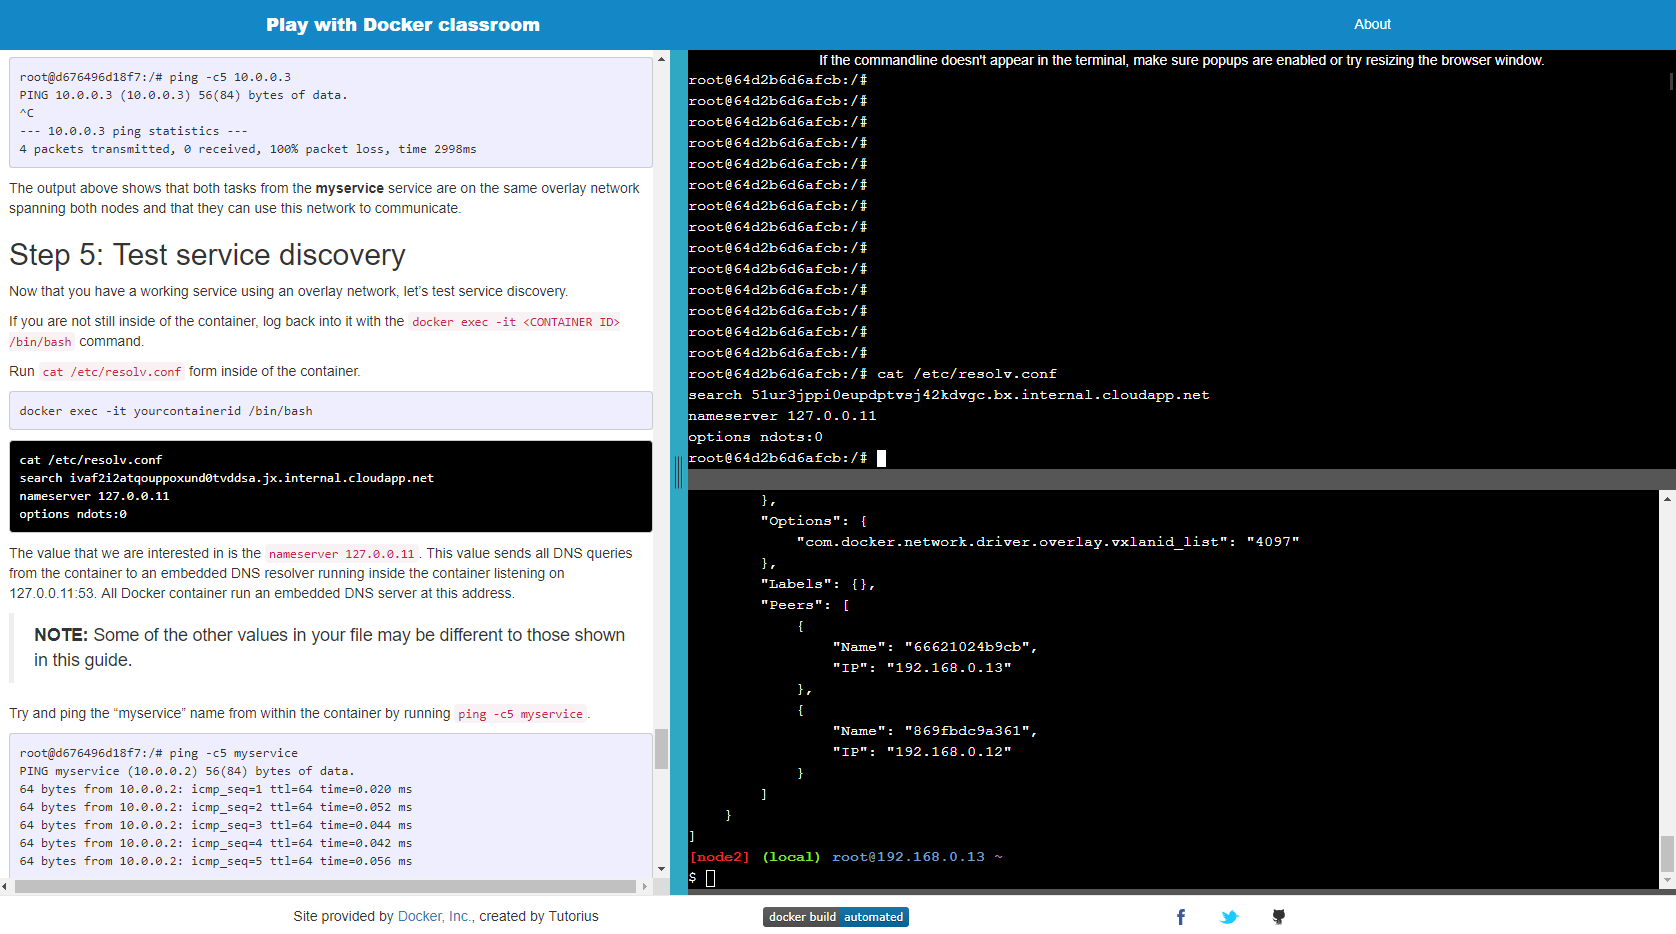 Play with Docker classroom
About
root@d676496d18f7:/# ping -c5 10.0.0.3
PING 10.0.0.3 (10.0.0.3) 56(84) bytes of data.
^C
--- 10.0.0.3 ping statistics ---
4 packets transmitted, 0 received, 100% packet loss, time 2998ms
The output above shows that both tasks from the myservice service are on the same overlay network
spanning both nodes and that they can use this network to communicate.
Step 5: Test service discovery
Now that you have a working service using an overlay network, let's test service discovery.
If you are not still inside of the container, log back into it with the docker exec -it <CONTAINER ID>
/bin/bash command.
Run cat /etc/resolv.conf form inside of the container.
docker exec -it yourcontainerid /bin/bash
cat /etc/resolv.conf
search ivaf2i2atqouppoxund0tvddsa.jx.internal.cloudapp.net
nameserver 127.0.0.11
options ndots:0
The value that we are interested in is the nameserver 127.0.0.11 . This value sends all DNS queries
from the container to an embedded DNS resolver running inside the container listening on
127.0.0.11:53. All Docker container run an embedded DNS server at this address.
NOTE: Some of the other values in your file may be different to those shown
in this guide.
Try and ping the “myservice” name from within the container by running ping -c5 myservice .
root@d676496d18f7:/# ping -c5 myservice
PING myservice (10.0.0.2) 56(84) bytes of data.
64 bytes from 10.0.0.2: icmp_seq=1 ttl=64 time=0.020 ms
64 bytes from 10.0.0.2: icmp_seq=2 ttl=64 time=0.052 ms
64 bytes from 10.0.0.2: icmp_seq=3 ttl=64 time=0.044 ms
64 bytes from 10.0.0.2: icmp_seq=4 ttl=64 time=0.042 ms
64 bytes from 10.0.0.2: icmp_seq=5 ttl=64 time=0.056 ms
If the commandline doesn't appear in the terminal, make sure popups are enabled or try resizing the browser window.
root@64d2b6d6afcb:/#
root@64d2b6d6afcb:/#
root@64d2b6d6afcb:/#
root@64d2b6d6afcb:/#
root@64d2b6d6afcb:/#
root@64d2b6d6afcb:/#
root@64d2b6d6afcb:/#
root@64d2b6d6afcb:/#
root@64d2b6d6afcb:/#
root@64d2b6d6afcb:/#
root@64d2b6d6afcb:/#
root@64d2b6d6afcb:/#
root@64d2b6d6afcb:/#
root@64d2b6d6afcb:/#
root@64d2b6d6afcb:/# cat /etc/resolv.conf
search 51ur3jppi0eupdptvsj42kdvgc.bx.internal.cloudapp.net
nameserver 127.0.0.11
options ndots:0
root@64d2b6d6afcb:/#
},
"Options": {
"com.docker.network.driver.overlay.vxlanid_list": "4097"
},
"Labels": {},
"Peers": [
{
"Name": "66621024b9cb",
"IP": "192.168.0.13"
},
{
"Name": "869fbdc9a361",
"IP": "192.168.0.12"
}
]
}
]
[node2] (local) root@192.168.0.13 ~
$
Site provided by Docker, Inc., created by Tutorius
docker build automated